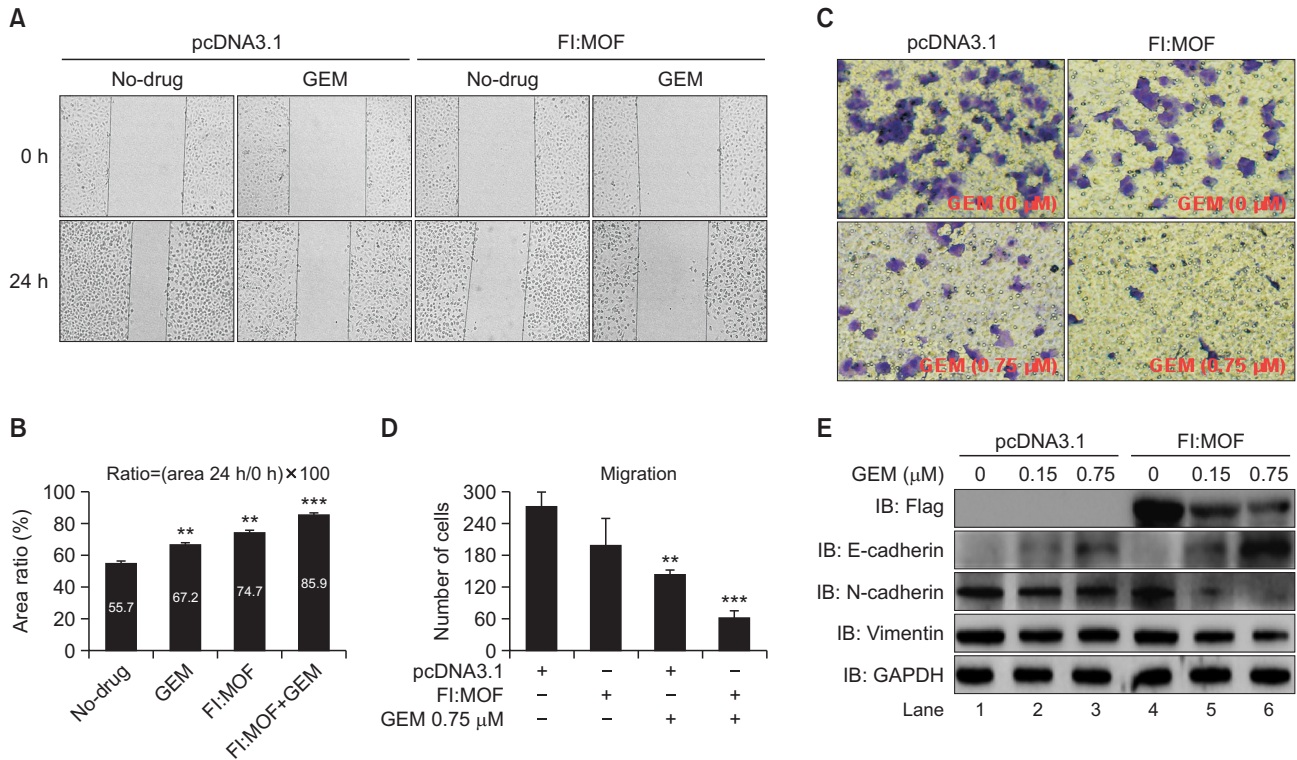 A
pcDNA3.1 FI:MOF
No-drug GEM No-drug GEM
0 h
24 h
C
pcDNA3.1 FI:MOF
GEM (0 µM) GEM (0 µM)
GEM (0.75 µM) GEM (0.75 µM)
B
Ratio=(area 24 h/0 h)×100
Area ratio (%)
100
80
60
40
20
0
** ** ***
55.7 67.2 74.7 85.9
No-drug GEM FI:MOF FI:MOF+GEM
D
Migration
Number of cells
300
240
180
120
60
0
** ***
pcDNA3.1 + − + −
FI:MOF − + − +
GEM 0.75 µM − − + +
E
pcDNA3.1 FI:MOF
GEM (µM) 0 0.15 0.75 0 0.15 0.75
IB: Flag
IB: E-cadherin
IB: N-cadherin
IB: Vimentin
IB: GAPDH
Lane 1 2 3 4 5 6